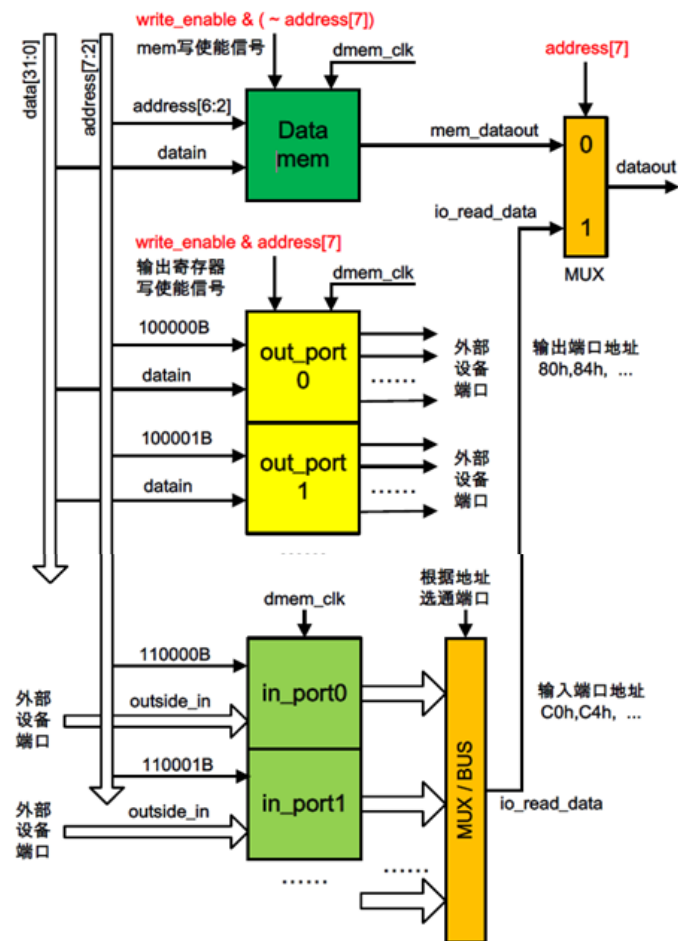 write_enable & ( ~ address[7])
mem写使能信号
dmem_clk
address[7]
data[31:0]
address[7:2]
address[6:2]
datain
Data
mem
mem_dataout
0
dataout
io_read_data
1
MUX
write_enable & address[7]
输出寄存器
写使能信号
dmem_clk
100000B
datain
out_port
0
......
外部
设备
端口
输出端口地址
80h,84h, ...
100001B
datain
out_port
1
......
外部
设备
端口
......
根据地址
选通端口
dmem_clk
110000B
外部
设备
端口
outside_in
in_port0
输入端口地址
C0h,C4h, ...
110001B
外部
设备
端口
outside_in
in_port1
MUX / BUS
io_read_data
......
......